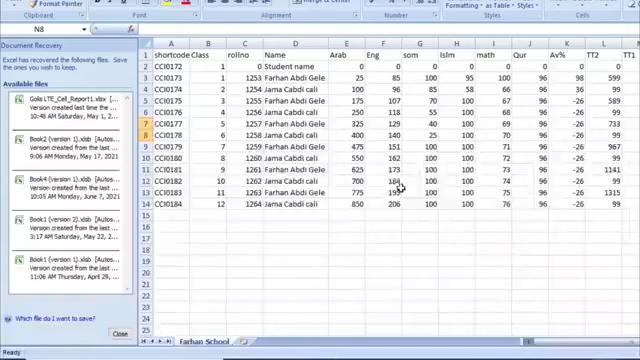 Format Painter
Merge & Center
Formatting as Table Styles
Clipboard
Font
Alignment
Number
Styles
Cells
N8
Document Recovery
Excel has recovered the following files.
Save the ones you wish to keep.
Available files
Golis LTE_Cell_Report1.xlsx...
Version created last time the ...
10:48 AM Saturday, May 1, ...
Book2 (version 1).xlsb [Auto...
Version created from the last ...
9:06 AM Monday, May 17, ...
Book4 (version 1).xlsb [Auto...
Version created from the last ...
10:45 AM Thursday, June 3, ...
Book1 (version 2).xlsb [Auto...
Version created from the last ...
3:17 AM Saturday, May 22, ...
Book1 (version 1).xlsb [Auto...
Version created from the last ...
11:06 AM Thursday, April 29, ...
Which file do I want to save?
Close
A B C D E F G H I J K L M
1 shortcode Class rollno Name Arab Eng som Islm math Qur Av% TT2 TT1
2 CCI0172 1 0 Student name 0 0 0 0 0 0 0 0
3 CCI0173 1 1253 Farhan Abdi Gele 25 85 100 95 100 96 98 599
4 CCI0174 2 1254 Jama Cabdi cali 100 96 85 58 66 96 36 99
5 CCI0175 3 1255 Farhan Abdi Gele 175 107 70 100 67 96 -26 589
6 CCI0176 4 1256 Jama Cabdi cali 250 118 55 100 68 96 -26 99
7 CCI0177 5 1257 Farhan Abdi Gele 325 129 40 100 69 96 -26 733
8 CCI0178 6 1258 Jama Cabdi cali 400 140 25 100 70 96 -26 99
9 CCI0179 7 1259 Farhan Abdi Gele 475 151 100 100 71 96 -26 967
10 CCI0180 8 1260 Jama Cabdi cali 550 162 100 100 72 96 -26 99
11 CCI0181 9 1261 Farhan Abdi Gele 625 173 100 100 73 96 -26 1141
12 CCI0182 10 1262 Jama Cabdi cali 700 184 100 100 74 96 -26 99
13 CCI0183 11 1263 Farhan Abdi Gele 775 195 100 100 75 96 -26 1315
14 CCI0184 12 1264 Jama Cabdi cali 850 206 100 100 76 96 -26 99
15
16
17
18
19
20
21
22
23
24
25
Farhan School
Ready